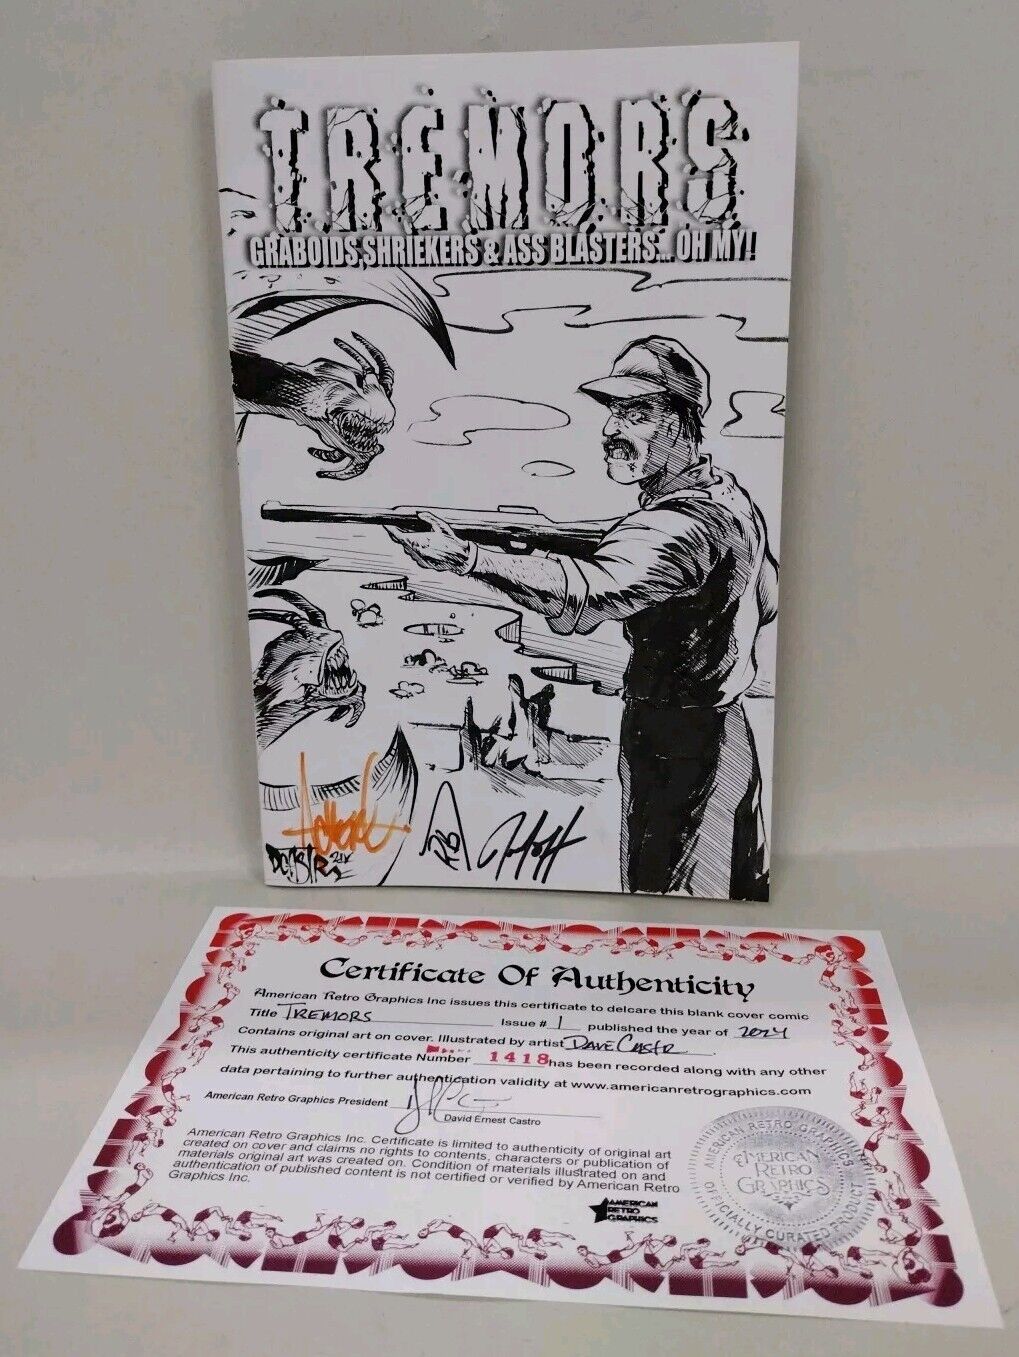 TREMORS
GRABOIDS, SHRIEKERS & ASS BLASTERS... OH MY!
Certificate Of Authenticity
American Retro Graphics Inc issues this certificate to delcare this blank cover comic
Title TREMORS Issue # 1 published the year of 2024
Contains original art on cover. Illustrated by artist DAVE CASTR
This authenticity certificate Number 1418 has been recorded along with any other
data pertaining to further authentication validity at www.americanretrographics.com
American Retro Graphics President
David Ernest Castro
American Retro Graphics Inc. Certificate is limited to authenticity of original art
created on cover and claims no rights to contents, characters or publication of
materials original art was created on. Condition of materials illustrated on and
authentication of published content is not certified or verified by American Retro
Graphics Inc.
AMERICAN
RETRO
GRAPHICS
AMERICAN RETRO GRAPHICS
AMERICAN
RETRO
GRAPHICS
OFFICIALLY CURATED PRODUCT